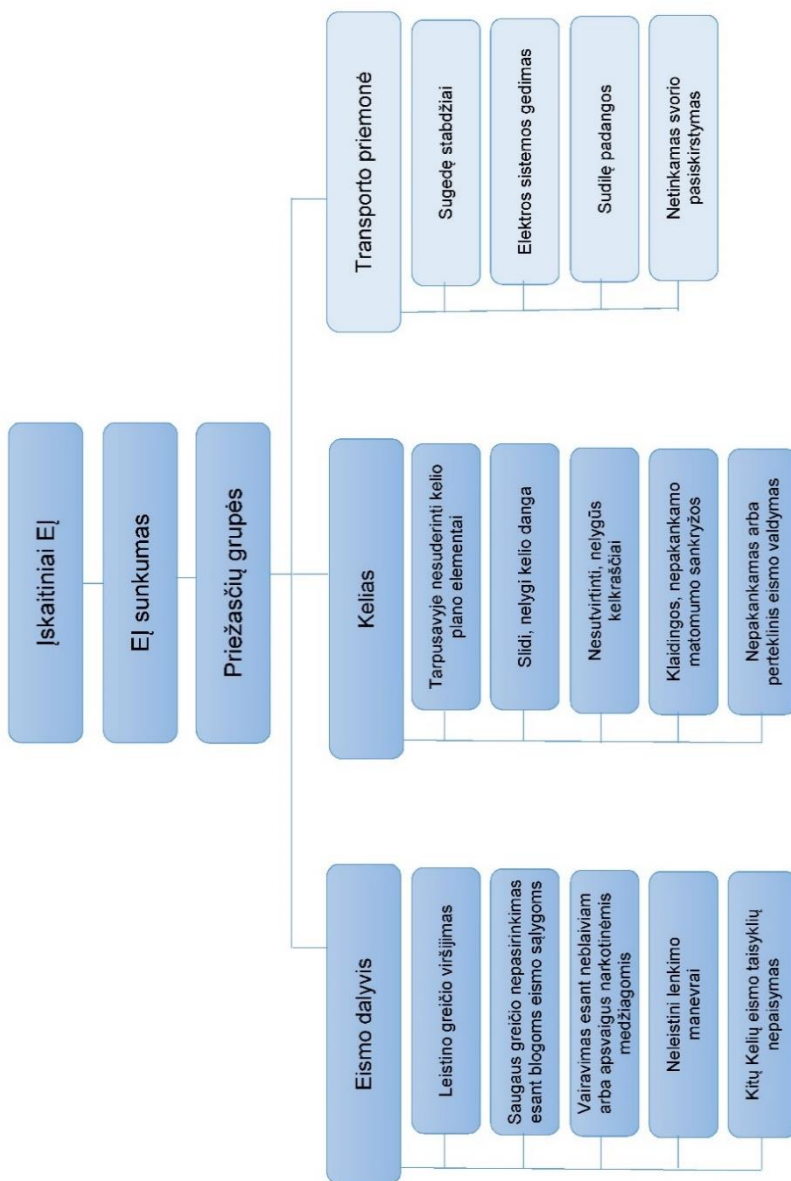 Įskaitiniai EĮ
EĮ sunkumas
Priežasčių grupės
Eismo dalyvis
Leistino greičio viršijimas
Saugaus greičio nepasirinkimas
esant blogoms eismo sąlygoms
Vairavimas esant neblaiviam
arba apsvaigus narkotinėmis
medžiagomis
Neleistini lenkimo
manevrai
Kitų Kelių eismo taisyklių
nepaisymas
Kelias
Tarpusavyje nesuderinti kelio
plano elementai
Slidi, nelygi kelio danga
Nesutvirtinti, nelygūs
kelkraščiai
Klaidingos, nepakankamo
matomumo sankryžos
Nepakankamas arba
perteklinis eismo valdymas
Transporto priemonė
Sugedę stabdžiai
Elektros sistemos gedimas
Sudilę padangos
Netinkamas svorio
pasiskirstymas